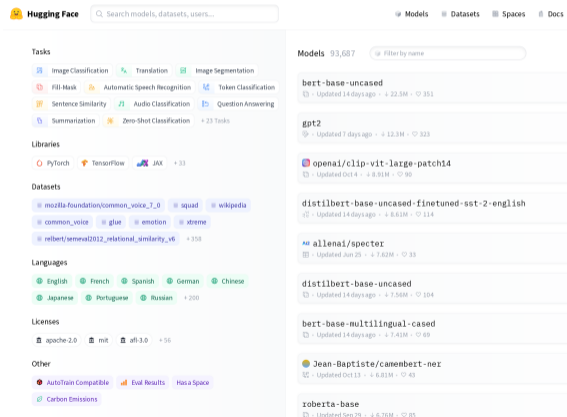 Hugging Face
Search models, datasets, users...
Models Datasets Spaces Docs
Tasks
Image Classification Translation Image Segmentation
Fill-Mask Automatic Speech Recognition Token Classification
Sentence Similarity Audio Classification Question Answering
Summarization Zero-Shot Classification + 23 Tasks
Libraries
PyTorch TensorFlow JAX + 33
Datasets
mozilla-foundation/common_voice_7_0 squad wikipedia
common_voice glue emotion xtreme
relbert/semeval2012_relational_similarity_v6 + 358
Languages
English French Spanish German Chinese
Japanese Portuguese Russian + 200
Licenses
apache-2.0 mit afl-3.0 + 56
Other
AutoTrain Compatible Eval Results Has a Space
Carbon Emissions
Models 93,687
Filter by name
bert-base-uncased
Updated 14 days ago • ↓ 22.5M • ♡ 351
gpt2
Updated 7 days ago • ↓ 12.3M • ♡ 323
openai/clip-vit-large-patch14
Updated Oct 4 • ↓ 8.91M • ♡ 90
distilbert-base-uncased-finetuned-sst-2-english
Updated 14 days ago • ↓ 8.61M • ♡ 114
allenai/specter
Updated Jun 25 • ↓ 7.62M • ♡ 33
distilbert-base-uncased
Updated 14 days ago • ↓ 7.56M • ♡ 104
bert-base-multilingual-cased
Updated 14 days ago • ↓ 7.41M • ♡ 69
Jean-Baptiste/camembert-ner
Updated Oct 13 • ↓ 6.81M • ♡ 43
roberta-base
Updated Sep 29 • ↓ 6.76M • ♡ 85